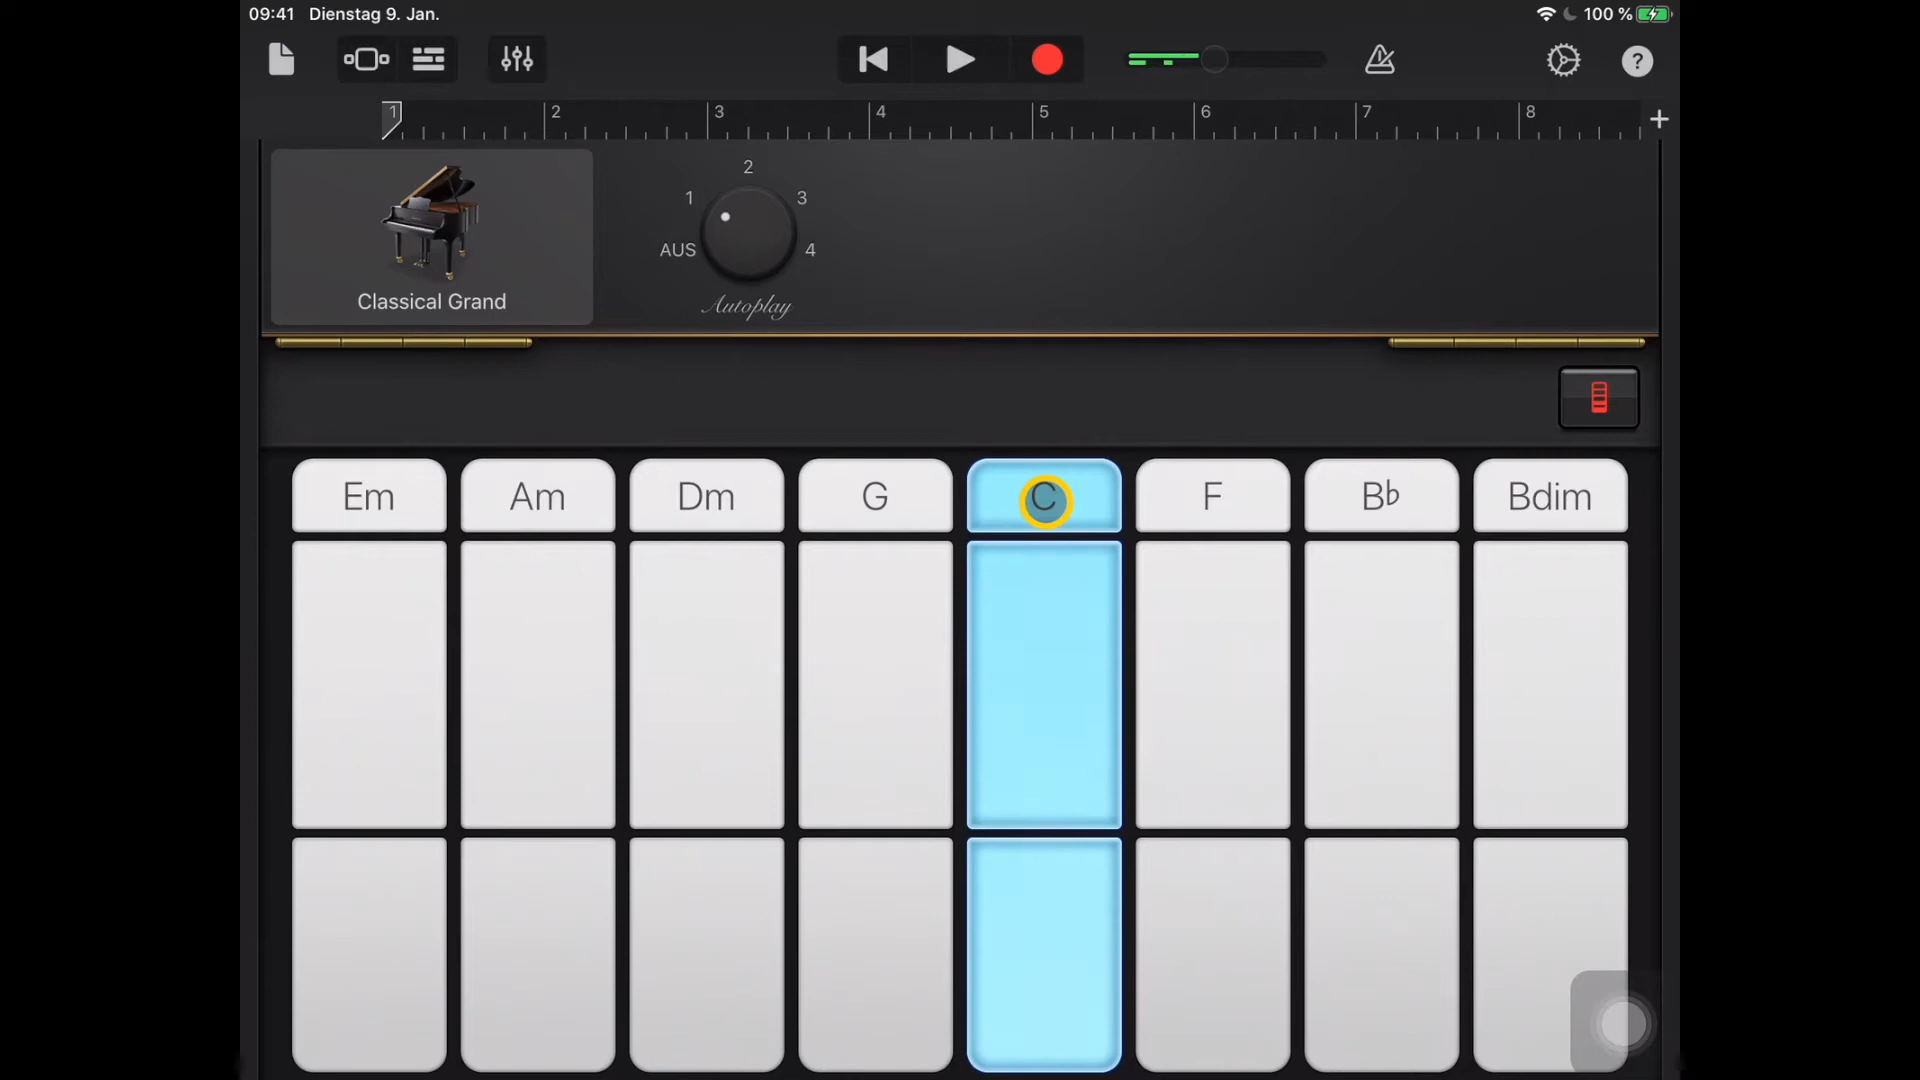 09:41 Dienstag 9. Jan.
100 %
?
1 2 3 4 5 6 7 8 +
2
1 3
AUS 4
Classical Grand
Autoplay
Em Am Dm G C F B♭ Bdim